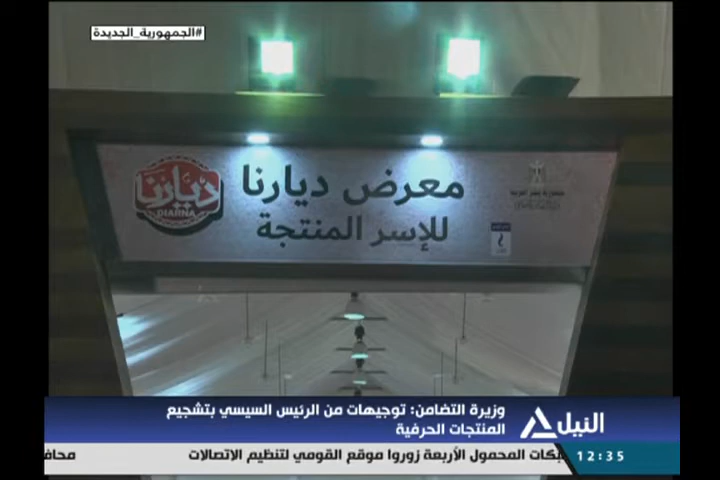 #الجمهورية_الجديدة
معرض ديارنا
للإسر المنتجة
ديارنا
DIARNA
وزيرة التضامن: توجيهات من الرئيس السيسي بتشجيع
المنتجات الحرفية
النيل
بكات المحمول الأربعة زوروا موقع القومي لتنظيم الاتصالات
محاف
12:35